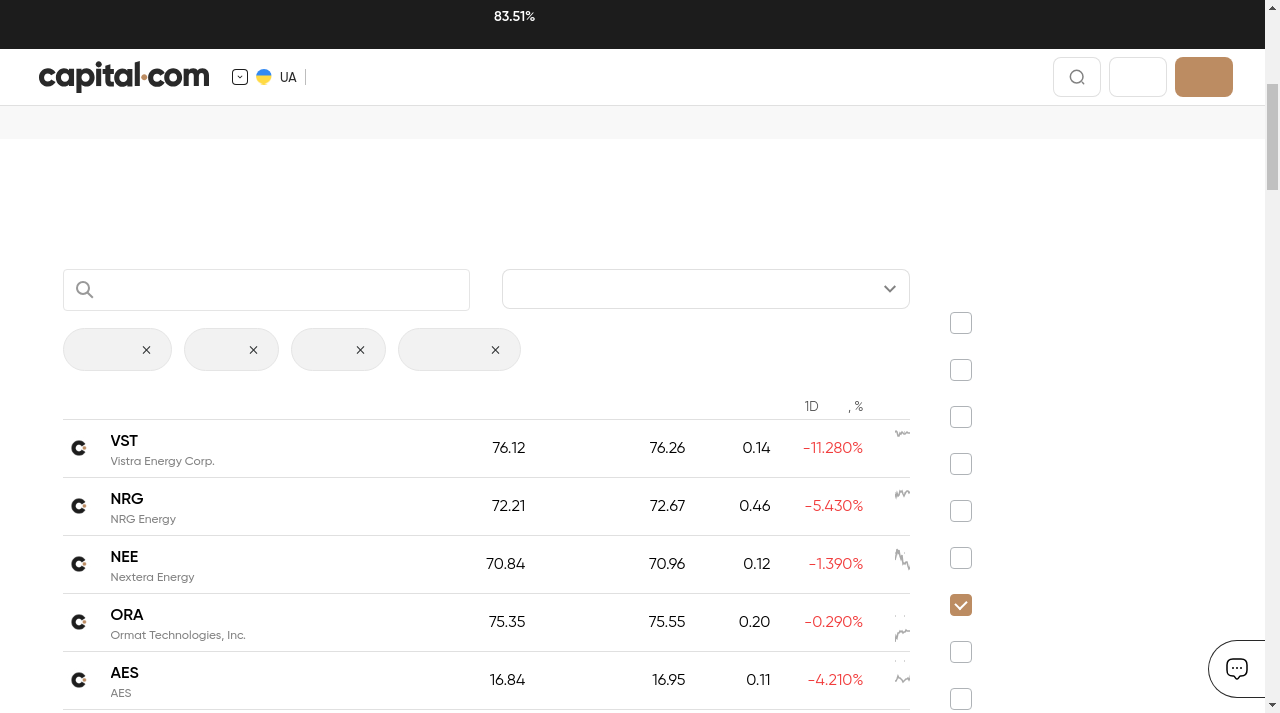 83.51%
capital.com
UA
1D , %
VST 76.12 76.26 0.14 -11.280%
Vistra Energy Corp.
NRG 72.21 72.67 0.46 -5.430%
NRG Energy
NEE 70.84 70.96 0.12 -1.390%
Nextera Energy
ORA 75.35 75.55 0.20 -0.290%
Ormat Technologies, Inc.
AES 16.84 16.95 0.11 -4.210%
AES